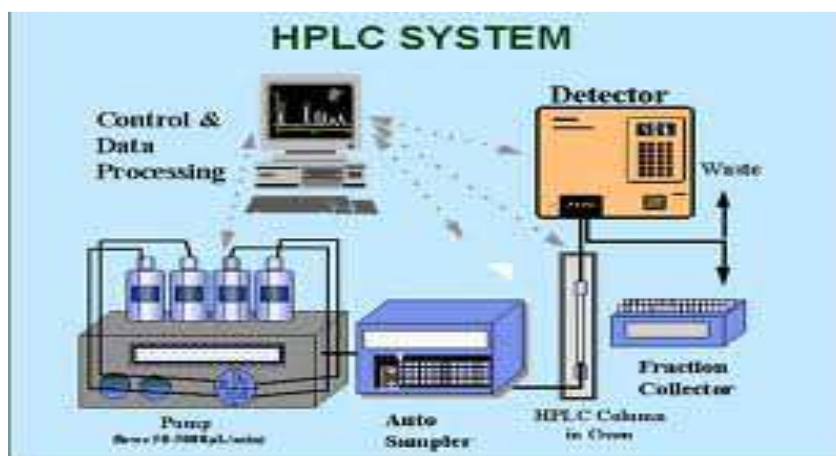 HPLC SYSTEM
Control &
Data
Processing
Detector
Waste
Pump
Auto
Sampler
HPLC Column
in Oven
Fraction
Collector